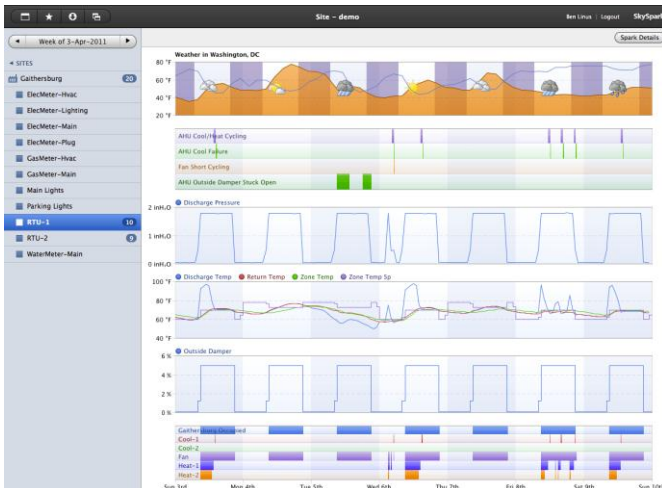 Site – demo
Ben Linus
Logout
SkySpark
Week of 3-Apr-2011
Spark Details
SITES
Gaithersburg 20
ElecMeter-Hvac
ElecMeter-Lighting
ElecMeter-Main
ElecMeter-Plug
GasMeter-Hvac
GasMeter-Main
Main Lights
Parking Lights
RTU-1 10
RTU-2 9
WaterMeter-Main
Weather in Washington, DC
80 °F
60 °F
40 °F
20 °F
AHU Cool/Heat Cycling
AHU Cool Failure
Fan Short Cycling
AHU Outside Damper Stuck Open
Discharge Pressure
2 inH₂O
1 inH₂O
0 inH₂O
Discharge Temp Return Temp Zone Temp Zone Temp Sp
100 °F
80 °F
60 °F
40 °F
Outside Damper
6 %
4 %
2 %
0 %
Gaithersburg Occupied
Cool-1
Cool-2
Fan
Heat-1
Heat-2
Sun 3rd Mon 4th Tue 5th Wed 6th Thu 7th Fri 8th Sat 9th Sun 10th